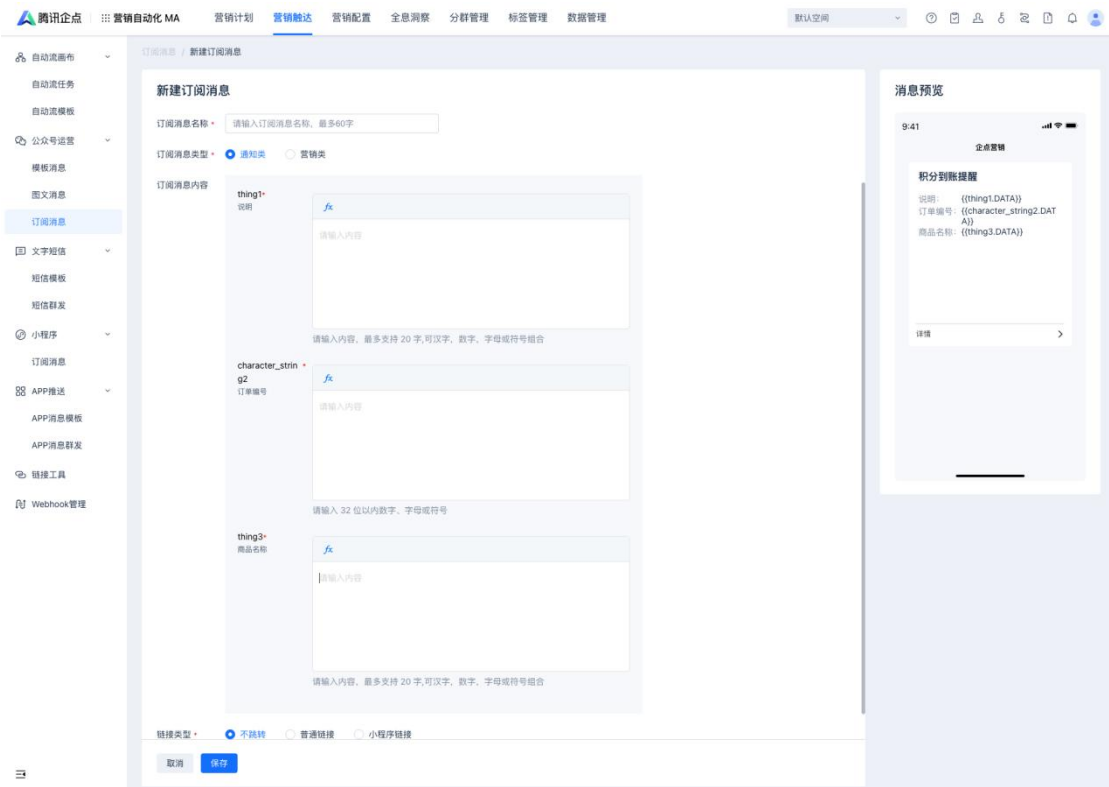 腾讯企点 营销自动化 MA 营销计划 营销触达 营销配置 全息洞察 分群管理 标签管理 数据管理 默认空间
自动流画布
自动流任务
自动流模板
公众号运营
模板消息
图文消息
订阅消息
文字短信
短信模板
短信群发
小程序
订阅消息
APP推送
APP消息模板
APP消息群发
链接工具
Webhook管理
订阅消息 / 新建订阅消息
新建订阅消息
订阅消息名称 * 请输入订阅消息名称，最多60字
订阅消息类型 * 通知类 营销类
订阅消息内容
thing1*
说明
fx
请输入内容
请输入内容，最多支持 20 字,可汉字，数字，字母或符号组合
character_strin *
g2
订单编号
fx
请输入内容
请输入 32 位以内数字、字母或符号
thing3*
商品名称
fx
请输入内容
请输入内容，最多支持 20 字,可汉字，数字，字母或符号组合
链接类型 * 不跳转 普通链接 小程序链接
取消 保存
消息预览
9:41
企点营销
积分到账提醒
说明： {{thing1.DATA}}
订单编号： {{character_string2.DAT
A}}
商品名称： {{thing3.DATA}}
详情